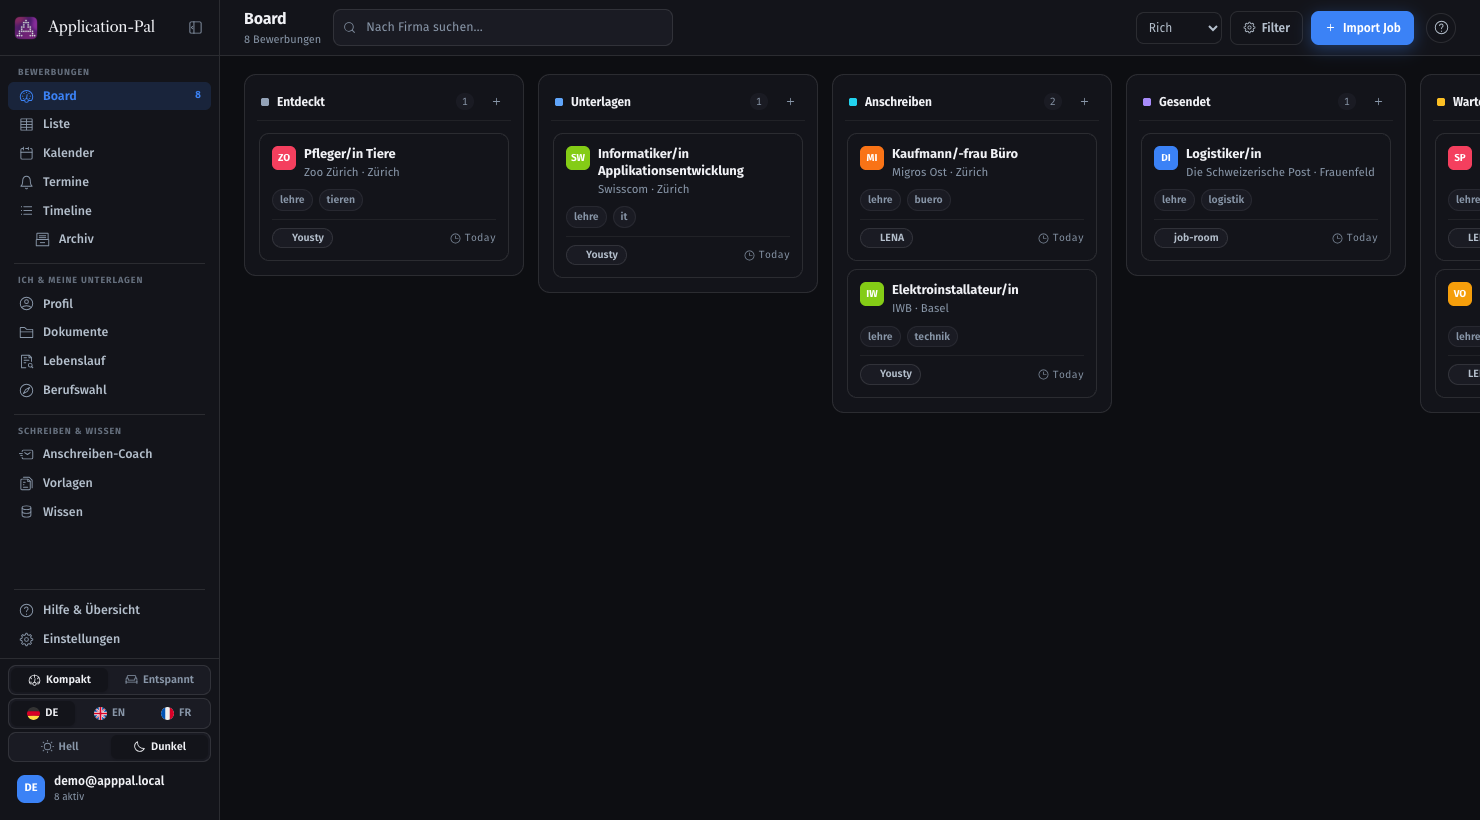 Application-Pal
BEWERBUNGEN
Board 8
Liste
Kalender
Termine
Timeline
Archiv
ICH & MEINE UNTERLAGEN
Profil
Dokumente
Lebenslauf
Berufswahl
SCHREIBEN & WISSEN
Anschreiben-Coach
Vorlagen
Wissen
Hilfe & Übersicht
Einstellungen
Kompakt Entspannt
DE EN FR
Hell Dunkel
DE
demo@apppal.local
8 aktiv
Board
8 Bewerbungen
Nach Firma suchen...
Rich
Filter
+ Import Job
Entdeckt 1 +
ZO
Pfleger/in Tiere
Zoo Zürich · Zürich
lehre tieren
Yousty Today
Unterlagen 1 +
SW
Informatiker/in
Applikationsentwicklung
Swisscom · Zürich
lehre it
Yousty Today
Anschreiben 2 +
MI
Kaufmann/-frau Büro
Migros Ost · Zürich
lehre buero
LENA Today
IW
Elektroinstallateur/in
IWB · Basel
lehre technik
Yousty Today
Gesendet 1 +
DI
Logistiker/in
Die Schweizerische Post · Frauenfeld
lehre logistik
job-room Today
SP
VO